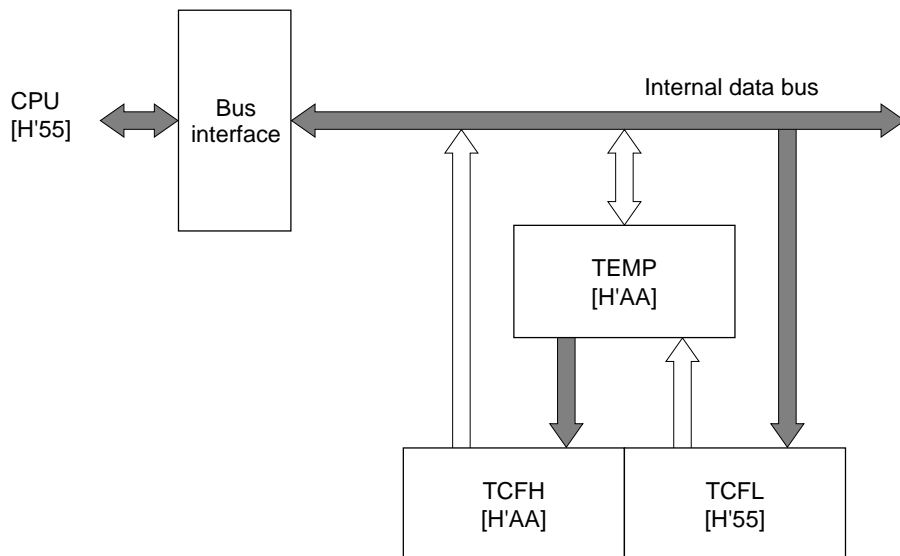 Internal data bus
CPU
[H'55]
Bus
interface
TEMP
[H'AA]
TCFH
[H'AA]
TCFL
[H'55]